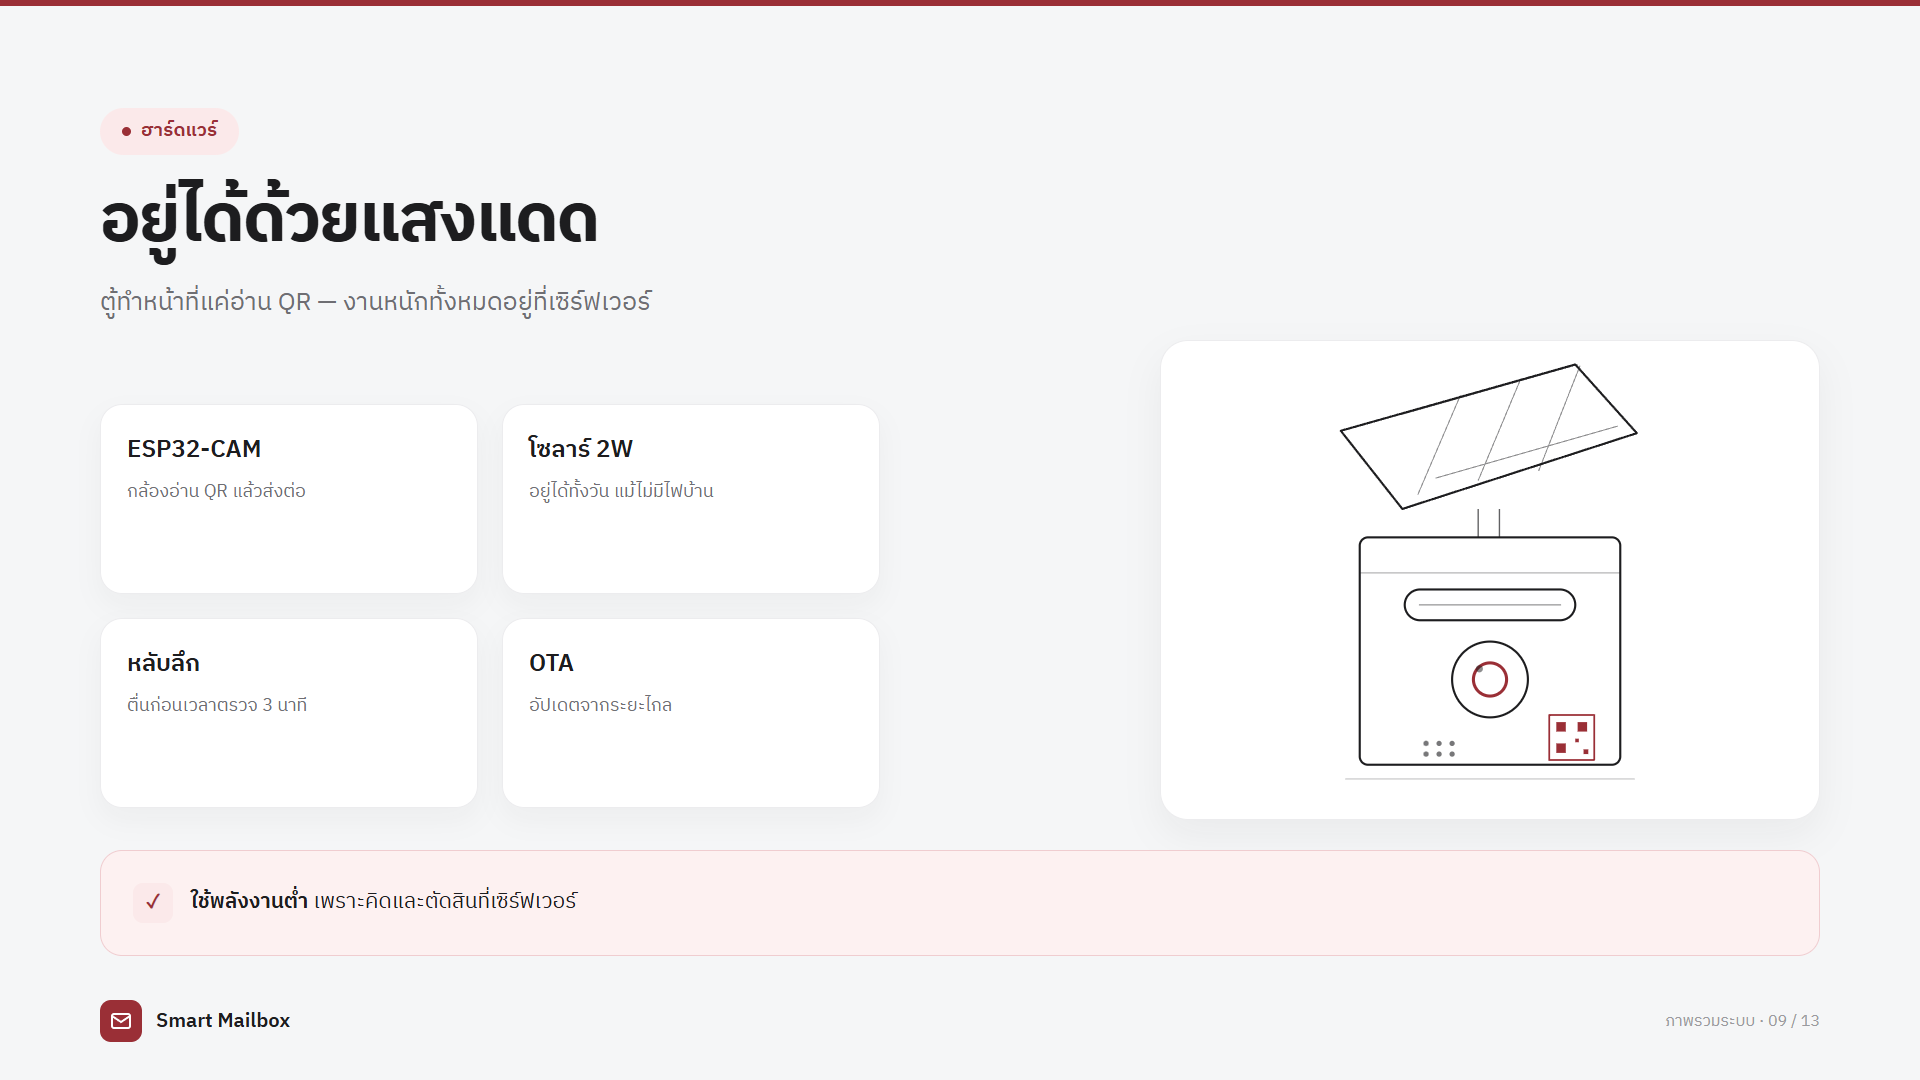 ฮาร์ดแวร์
อยู่ได้ด้วยแสงแดด
ตู้ทำหน้าที่แค่อ่าน QR — งานหนักทั้งหมดอยู่ที่เซิร์ฟเวอร์
ESP32-CAM
กล้องอ่าน QR แล้วส่งต่อ
โซลาร์ 2W
อยู่ได้ทั้งวัน แม้ไม่มีไฟบ้าน
หลับลึก
ตื่นก่อนเวลาตรวจ 3 นาที
OTA
อัปเดตจากระยะไกล
✓ ใช้พลังงานต่ำ เพราะคิดและตัดสินที่เซิร์ฟเวอร์
Smart Mailbox
ภาพรวมระบบ · 09 / 13